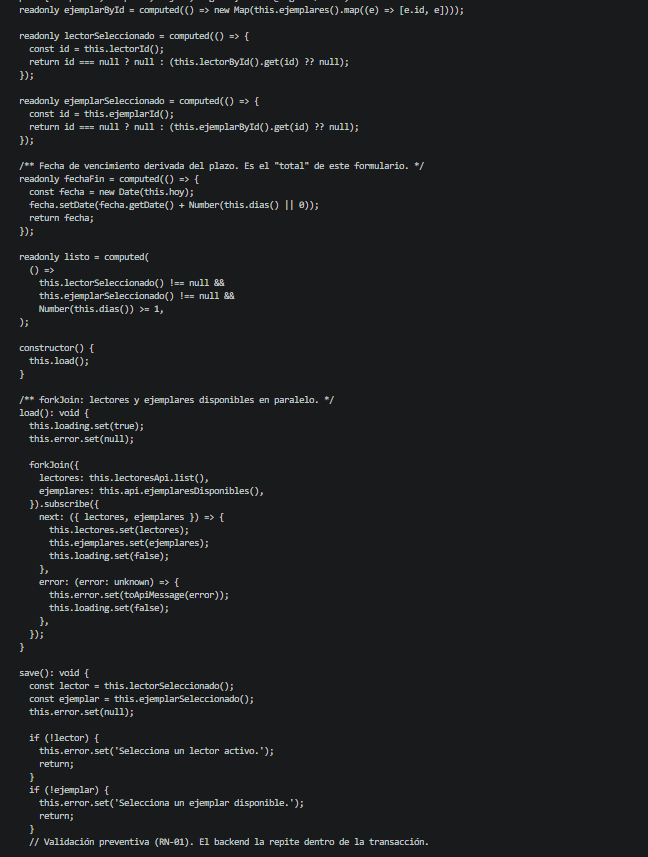 readonly ejemplarById = computed(() => new Map(this.ejemplares().map((e) => [e.id, e])));
readonly lectorSeleccionado = computed(() => {
const id = this.lectorId();
return id === null ? null : (this.lectorById().get(id) ?? null);
});
readonly ejemplarSeleccionado = computed(() => {
const id = this.ejemplarId();
return id === null ? null : (this.ejemplarById().get(id) ?? null);
});
/** Fecha de vencimiento derivada del plazo. Es el "total" de este formulario. */
readonly fechaFin = computed(() => {
const fecha = new Date(this.hoy);
fecha.setDate(fecha.getDate() + Number(this.dias() || 0));
return fecha;
});
readonly listo = computed(
() =>
this.lectorSeleccionado() !== null &&
this.ejemplarSeleccionado() !== null &&
Number(this.dias()) >= 1,
);
constructor() {
this.load();
}
/** forkJoin: lectores y ejemplares disponibles en paralelo. */
load(): void {
this.loading.set(true);
this.error.set(null);
forkJoin({
lectores: this.lectoresApi.list(),
ejemplares: this.api.ejemplaresDisponibles(),
}).subscribe({
next: ({ lectores, ejemplares }) => {
this.lectores.set(lectores);
this.ejemplares.set(ejemplares);
this.loading.set(false);
},
error: (error: unknown) => {
this.error.set(toApiMessage(error));
this.loading.set(false);
},
});
}
save(): void {
const lector = this.lectorSeleccionado();
const ejemplar = this.ejemplarSeleccionado();
this.error.set(null);
if (!lector) {
this.error.set('Selecciona un lector activo.');
return;
}
if (!ejemplar) {
this.error.set('Selecciona un ejemplar disponible.');
return;
}
// Validación preventiva (RN-01). El backend la repite dentro de la transacción.